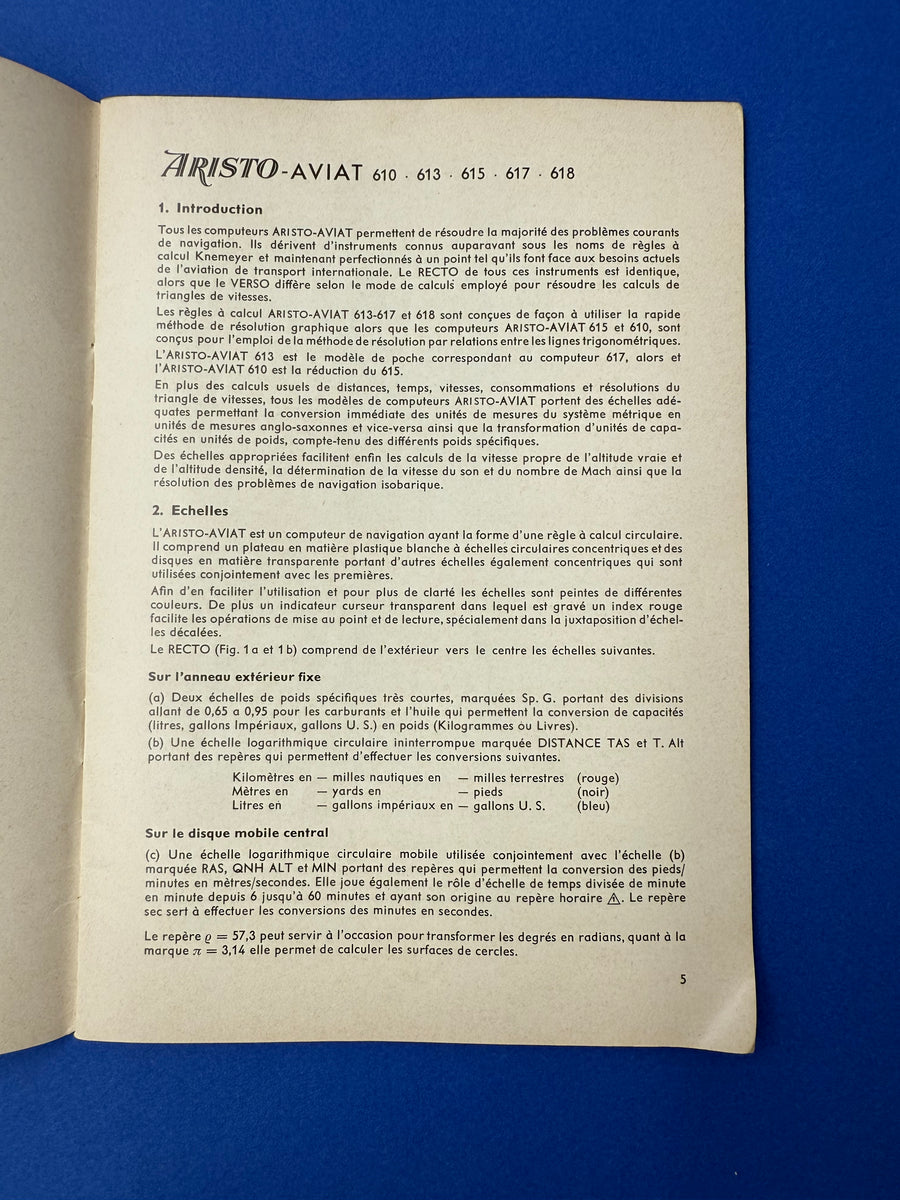 ARISTO-AVIAT 610 · 613 · 615 · 617 · 618
1. Introduction
Tous les computeurs ARISTO-AVIAT permettent de résoudre la majorité des problèmes courants
de navigation. Ils dérivent d'instruments connus auparavant sous les noms de règles à
calcul Knemeyer et maintenant perfectionnés à un point tel qu'ils font face aux besoins actuels
de l'aviation de transport internationale. Le RECTO de tous ces instruments est identique,
alors que le VERSO diffère selon le mode de calculs employé pour résoudre les calculs de
triangles de vitesses.
Les règles à calcul ARISTO-AVIAT 613-617 et 618 sont conçues de façon à utiliser la rapide
méthode de résolution graphique alors que les computeurs ARISTO-AVIAT 615 et 610, sont
conçus pour l'emploi de la méthode de résolution par relations entre les lignes trigonométriques.
L'ARISTO-AVIAT 613 est le modèle de poche correspondant au computeur 617, alors et
l'ARISTO-AVIAT 610 est la réduction du 615.
En plus des calculs usuels de distances, temps, vitesses, consommations et résolutions du
triangle de vitesses, tous les modèles de computeurs ARISTO-AVIAT portent des échelles adé-
quates permettant la conversion immédiate des unités de mesures du système métrique en
unités de mesures anglo-saxonnes et vice-versa ainsi que la transformation d'unités de capa-
cités en unités de poids, compte-tenu des différents poids spécifiques.
Des échelles appropriées facilitent enfin les calculs de la vitesse propre de l'altitude vraie et
de l'altitude densité, la détermination de la vitesse du son et du nombre de Mach ainsi que la
résolution des problèmes de navigation isobarique.
2. Echelles
L'ARISTO-AVIAT est un computeur de navigation ayant la forme d'une règle à calcul circulaire.
Il comprend un plateau en matière plastique blanche à échelles circulaires concentriques et des
disques en matière transparente portant d'autres échelles également concentriques qui sont
utilisées conjointement avec les premières.
Afin d'en faciliter l'utilisation et pour plus de clarté les échelles sont peintes de différentes
couleurs. De plus un indicateur curseur transparent dans lequel est gravé un index rouge
facilite les opérations de mise au point et de lecture, spécialement dans la juxtaposition d'échel-
les décalées.
Le RECTO (Fig. 1a et 1b) comprend de l'extérieur vers le centre les échelles suivantes.
Sur l'anneau extérieur fixe
(a) Deux échelles de poids spécifiques très courtes, marquées Sp. G. portant des divisions
allant de 0,65 a 0,95 pour les carburants et l'huile qui permettent la conversion de capacités
(litres, gallons Impériaux, gallons U. S.) en poids (Kilogrammes ou Livres).
(b) Une échelle logarithmique circulaire ininterrompue marquée DISTANCE TAS et T. Alt
portant des repères qui permettent d'effectuer les conversions suivantes.
Kilomètres en — milles nautiques en — milles terrestres (rouge)
Mètres en — yards en — pieds (noir)
Litres en — gallons impériaux en — gallons U. S. (bleu)
Sur le disque mobile central
(c) Une échelle logarithmique circulaire mobile utilisée conjointement avec l'échelle (b)
marquée RAS, QNH ALT et MIN portant des repères qui permettent la conversion des pieds/
minutes en mètres/secondes. Elle joue également le rôle d'échelle de temps divisée de minute
en minute depuis 6 jusqu'à 60 minutes et ayant son origine au repère horaire ⚠. Le repère
sec sert à effectuer les conversions des minutes en secondes.
Le repère ϱ = 57,3 peut servir à l'occasion pour transformer les degrés en radians, quant à la
marque π = 3,14 elle permet de calculer les surfaces de cercles.
5